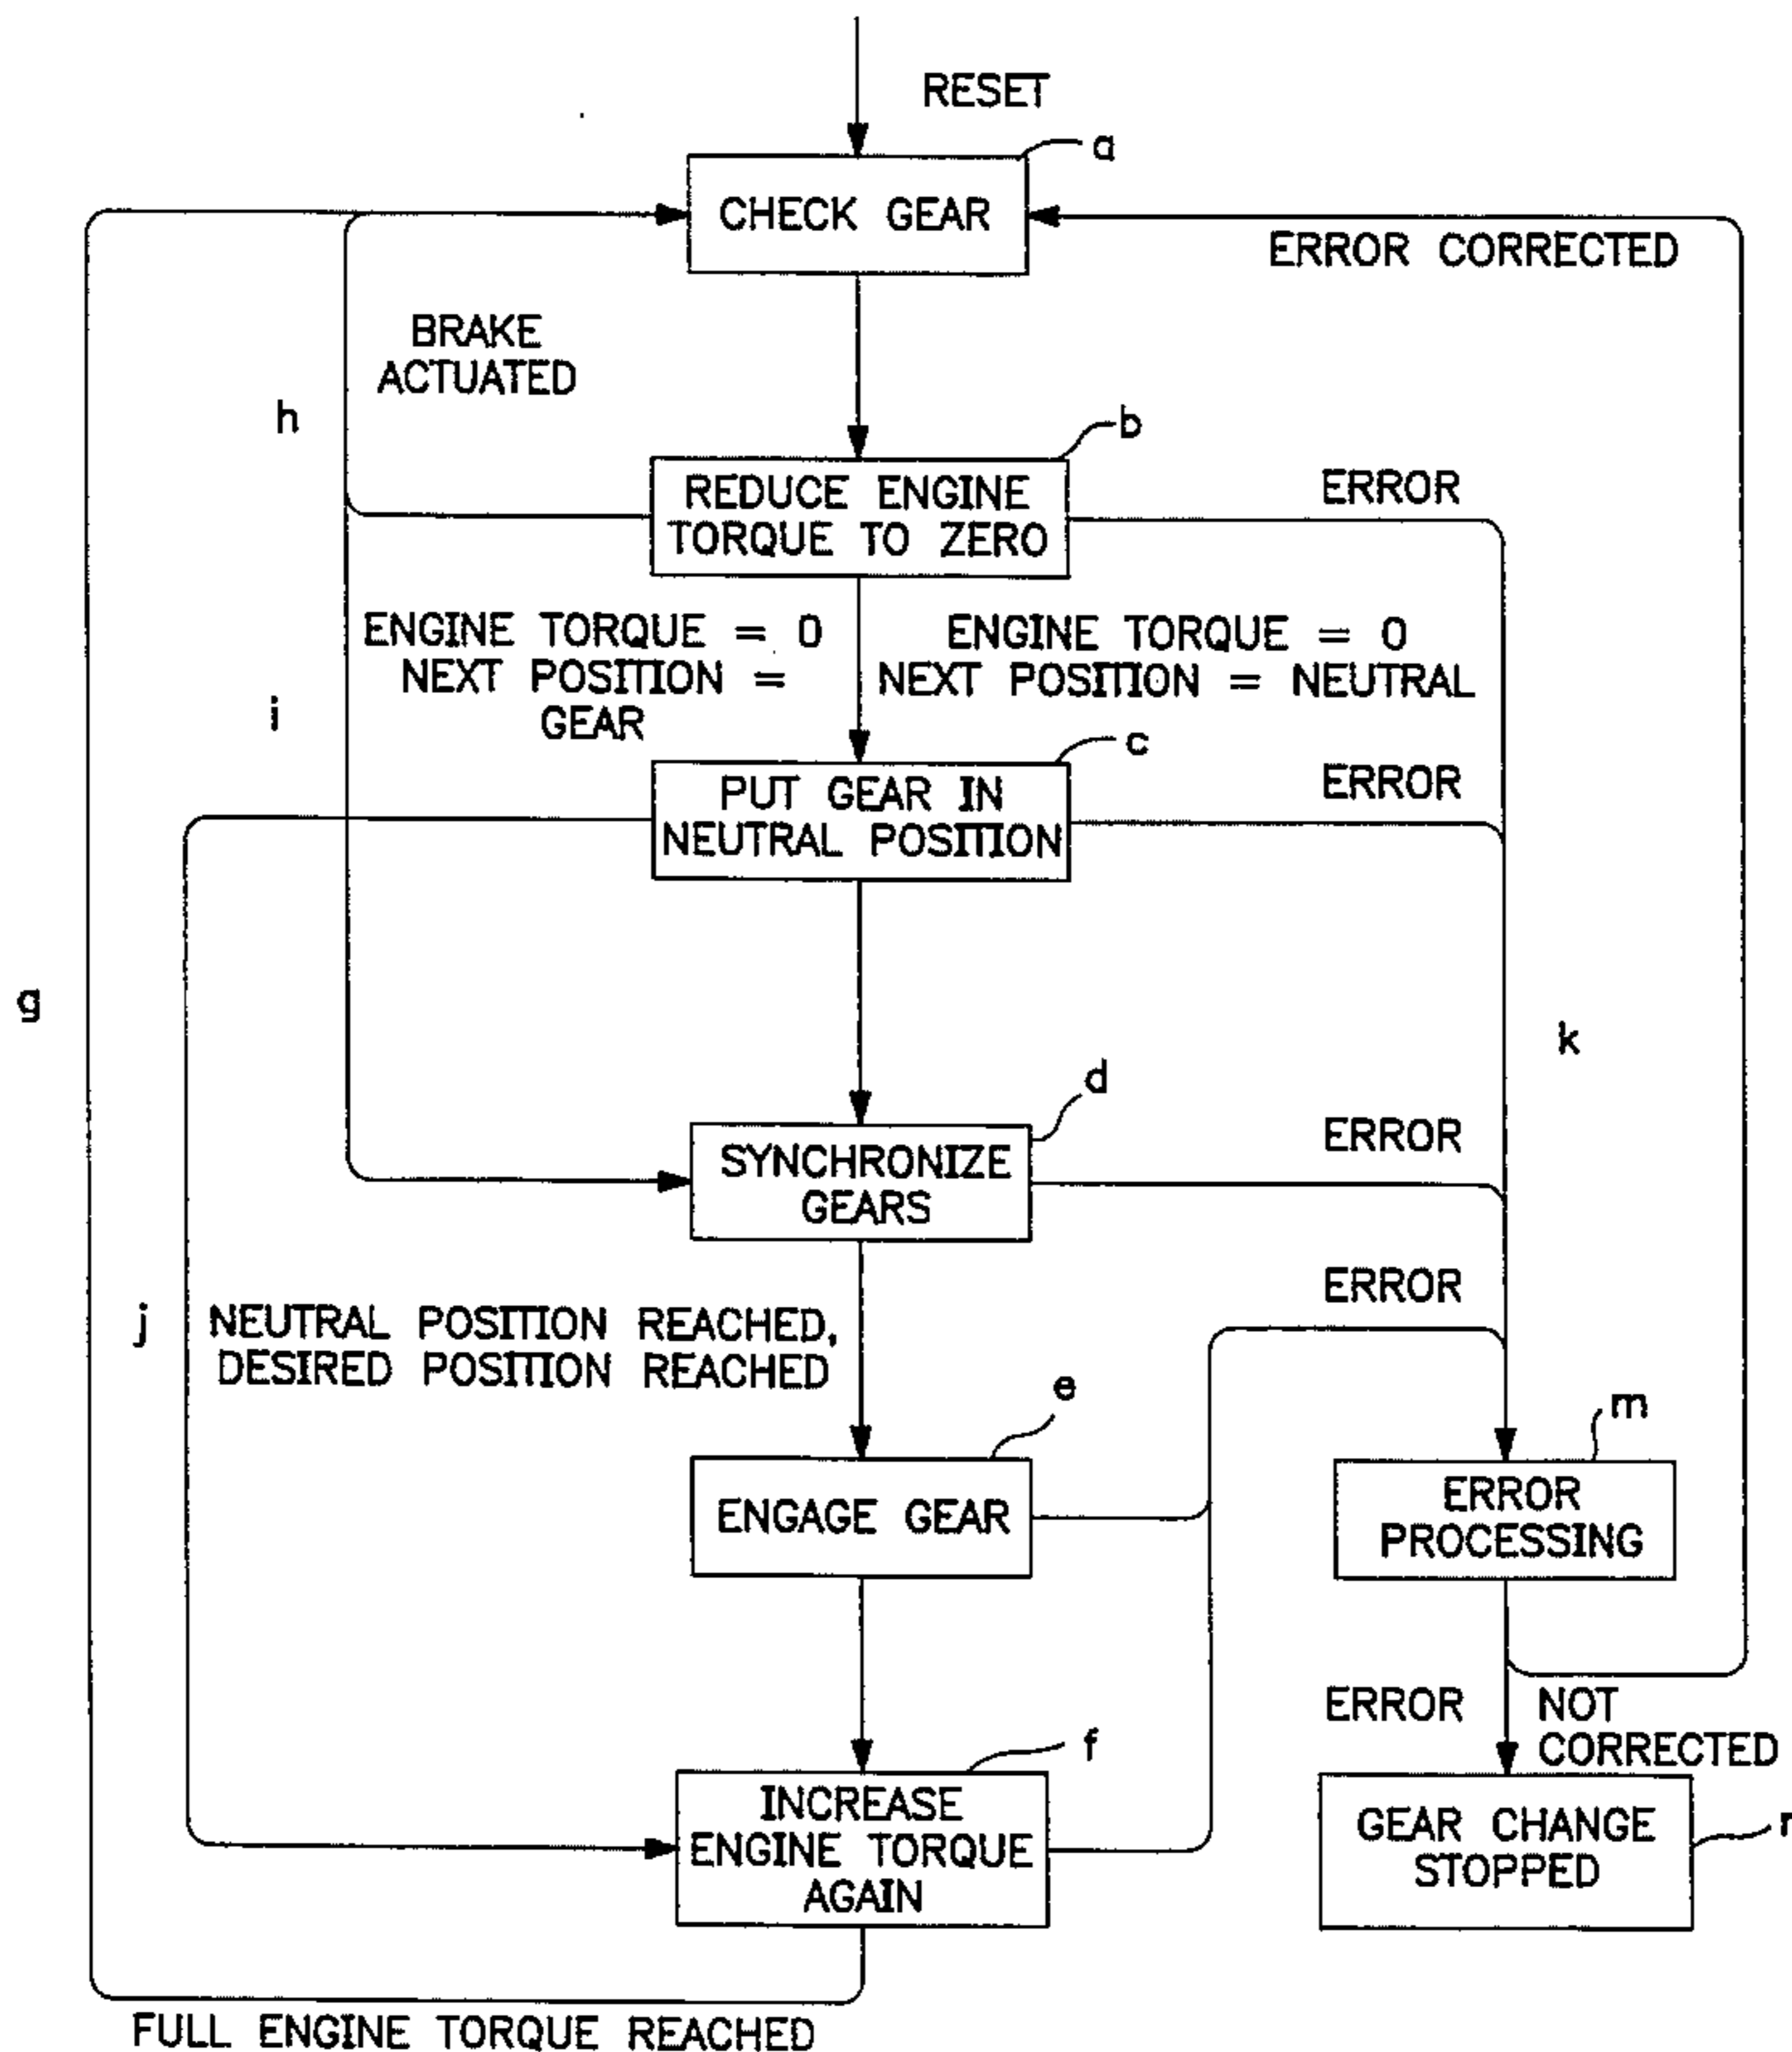 RESET
a
CHECK GEAR
ERROR CORRECTED
BRAKE
ACTUATED
h
b
REDUCE ENGINE
TORQUE TO ZERO
ERROR
ENGINE TORQUE = 0
NEXT POSITION =
GEAR
ENGINE TORQUE = 0
NEXT POSITION = NEUTRAL
i
c
PUT GEAR IN
NEUTRAL POSITION
ERROR
g
k
d
SYNCHRONIZE
GEARS
ERROR
ERROR
j
NEUTRAL POSITION REACHED,
DESIRED POSITION REACHED
e
ENGAGE GEAR
m
ERROR
PROCESSING
ERROR
NOT
CORRECTED
f
INCREASE
ENGINE TORQUE
AGAIN
GEAR CHANGE
STOPPED
FULL ENGINE TORQUE REACHED